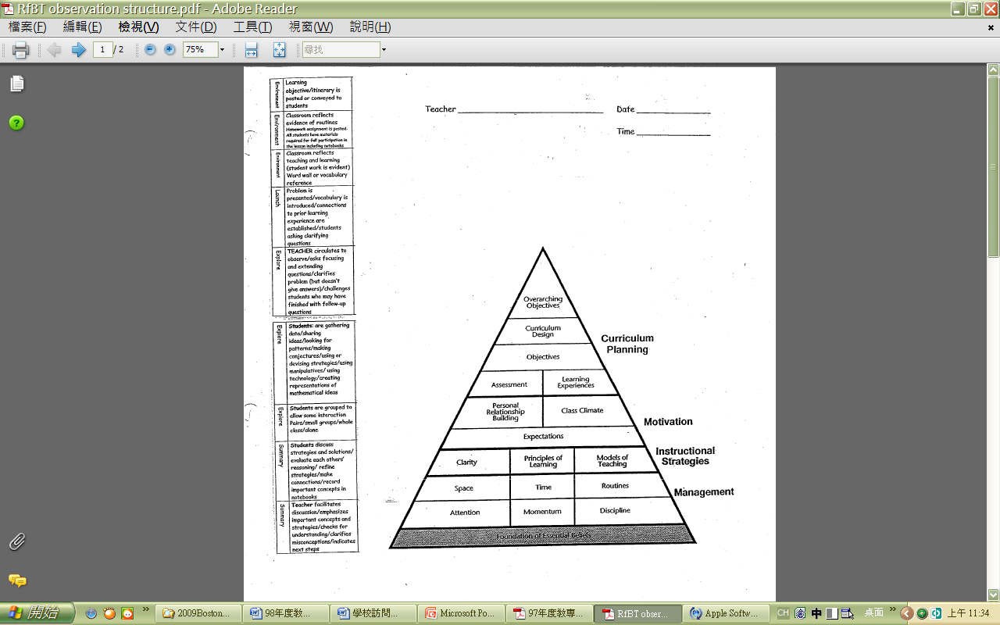 RfBT observation structure.pdf - Adobe Reader
檔案(F) 編輯(E) 檢視(V) 文件(D) 工具(T) 視窗(W) 說明(H)
1 / 2 75% 尋找
Environment
Learning
objective/itinerary is
posted or conveyed to
students
Environment
Classroom reflects
evidence of routines
Homework assignment is posted.
All students have materials
required for full participation in
the lesson including notebooks
Environment
Classroom reflects
teaching and learning
(student work is evident)
Word wall or vocabulary
reference
Launch
Problem is
presented/vocabulary is
introduced/connections
to prior learning
experience are
established/students
asking clarifying
questions
Explore
TEACHER circulates to
observe/asks focusing
and extending
questions/clarifies
problem (but doesn't
give answers)/challenges
students who may have
finished with follow-up
questions
Explore
Students: are gathering
data/sharing
ideas/looking for
patterns/making
conjectures/using or
devising strategies/using
manipulatives/ using
technology/creating
representations of
mathematical ideas
Explore
Students are grouped to
allow some interaction
Pairs/small groups/whole
class/alone
Summary
Students discuss
strategies and solutions/
evaluate each others'
reasoning/ refine
strategies/make
connections/record
important concepts in
notebooks
Summary
Teacher facilitates
discussion/emphasizes
important concepts and
strategies/checks for
understanding/clarifies
misconceptions/indicates
next steps
Teacher Date
Time
Overarching
Objectives
Curriculum
Design
Objectives
Curriculum
Planning
Assessment
Learning
Experiences
Personal
Relationship
Building
Class Climate
Expectations
Motivation
Clarity
Principles of
Learning
Models of
Teaching
Instructional
Strategies
Space Time Routines
Management
Attention Momentum Discipline
Foundation of Essential Beliefs
開始 2009Boston... 98年度教... 學校訪問... Microsoft Po... 97年度教專... RfBT obser... Apple Softw... CH 中 桌面 上午 11:34